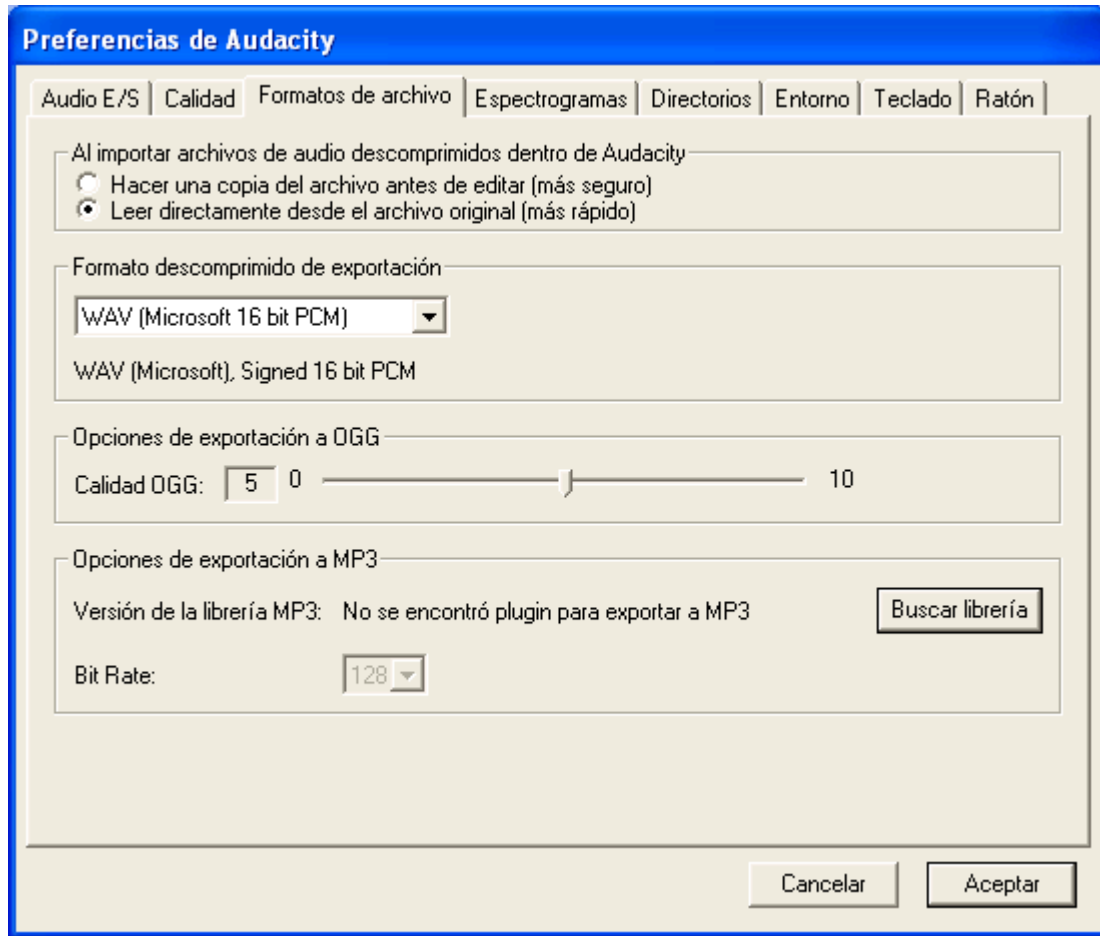 Preferencias de Audacity
Audio E/S Calidad Formatos de archivo Espectrogramas Directorios Entorno Teclado Ratón
Al importar archivos de audio descomprimidos dentro de Audacity
Hacer una copia del archivo antes de editar (más seguro)
Leer directamente desde el archivo original (más rápido)
Formato descomprimido de exportación
WAV (Microsoft 16 bit PCM)
WAV (Microsoft), Signed 16 bit PCM
Opciones de exportación a OGG
Calidad OGG: 5 0 10
Opciones de exportación a MP3
Versión de la librería MP3: No se encontró plugin para exportar a MP3 Buscar librería
Bit Rate: 128
Cancelar Aceptar